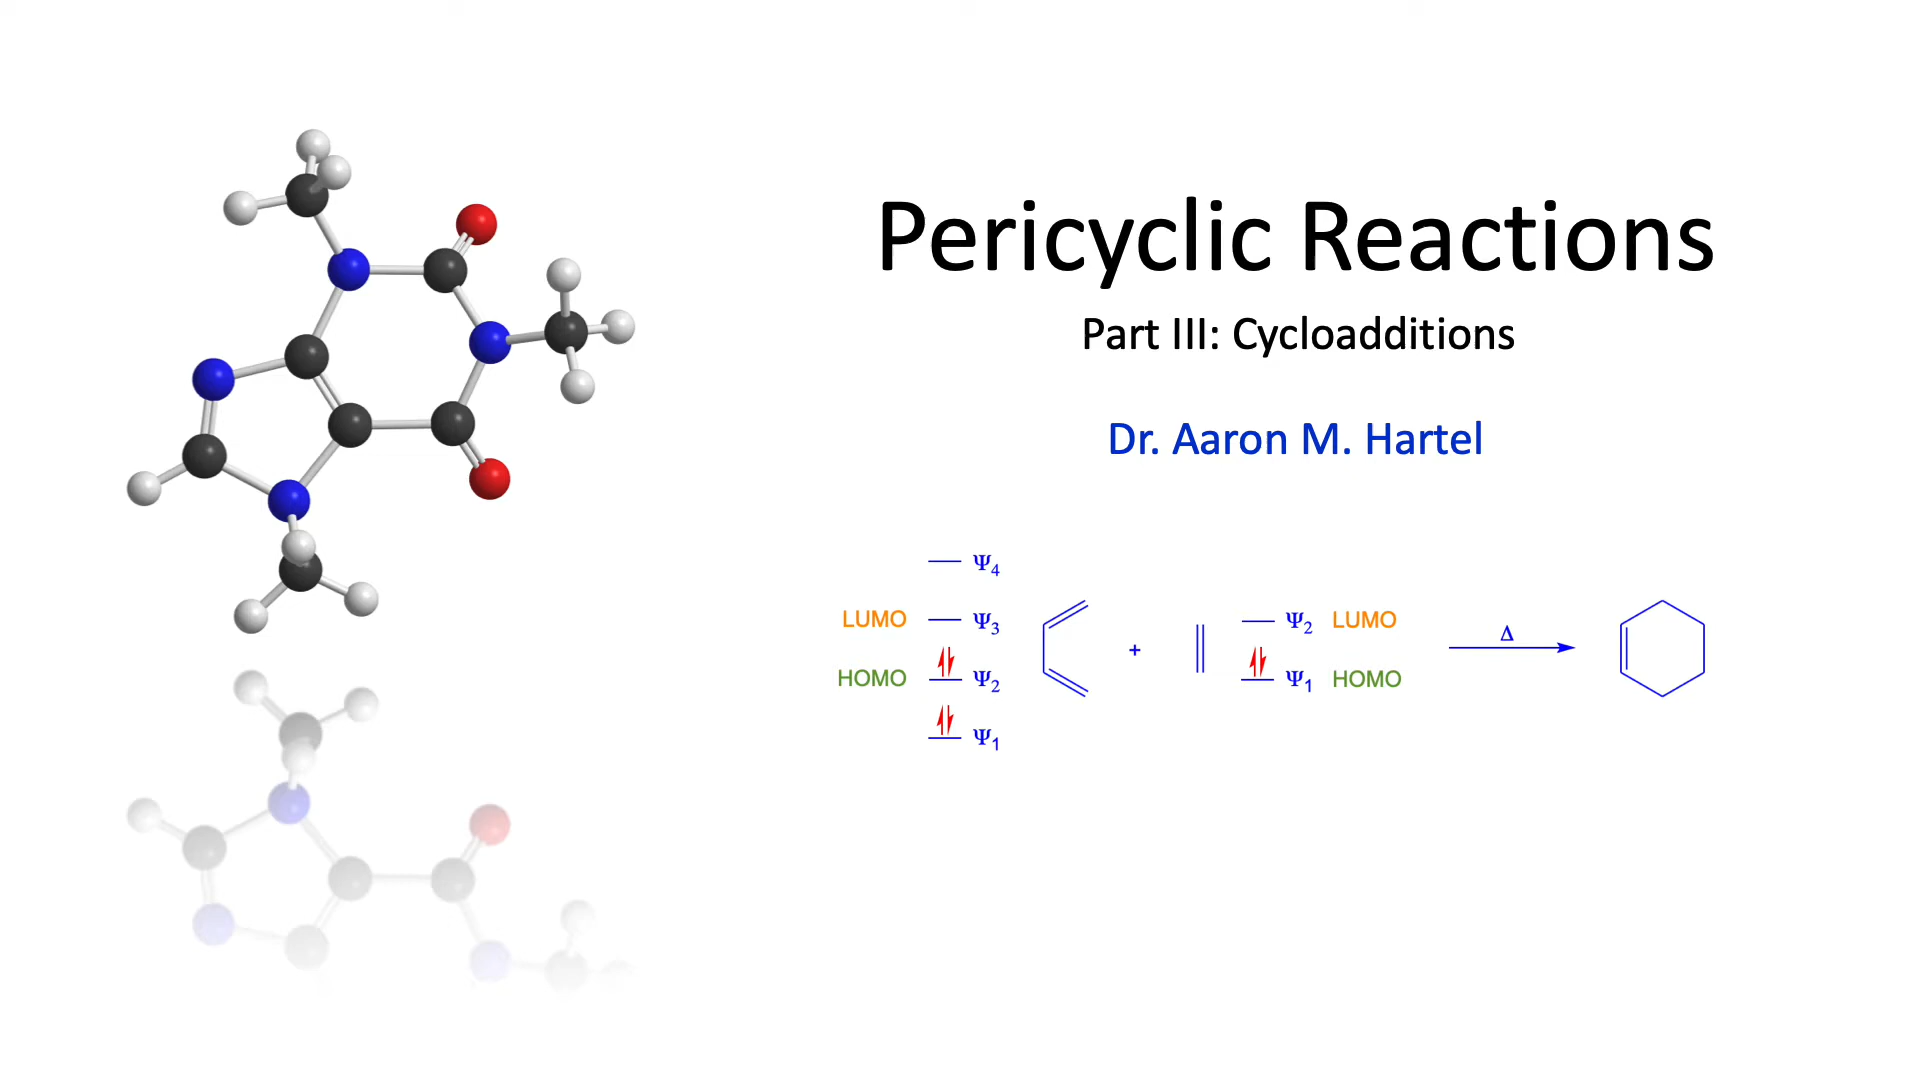 Pericyclic Reactions
Part III: Cycloadditions
Dr. Aaron M. Hartel
Ψ4
LUMO Ψ3 Ψ2 LUMO
Δ
+
HOMO Ψ2 Ψ1 HOMO
Ψ1